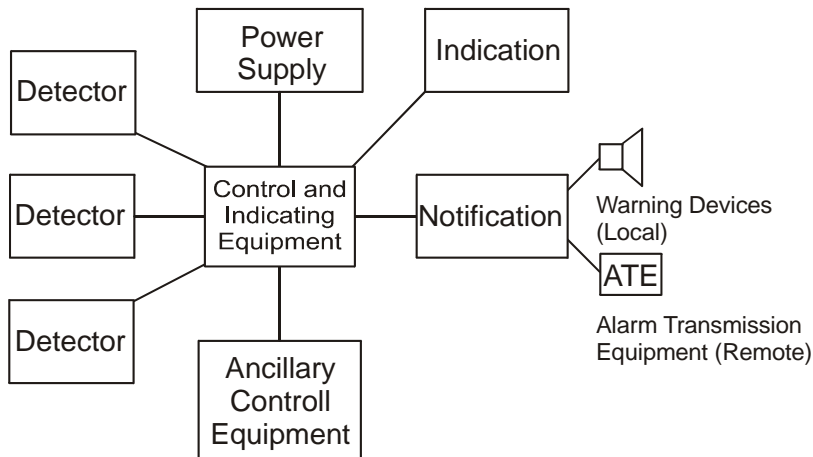 Power
Supply
Indication
Detector
Control and
Indicating
Equipment
Detector
Notification
Warning Devices
(Local)
ATE
Detector
Alarm Transmission
Equipment (Remote)
Ancillary
Controll
Equipment